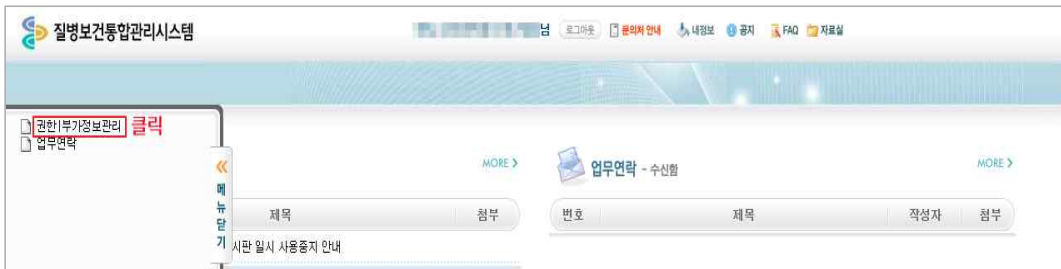 질병보건통합관리시스템
님 로그아웃 문의처 안내 내정보 공지 FAQ 자료실
권한|부가정보관리 클릭
업무연락
« 메뉴닫기
MORE >
업무연락 - 수신함 MORE >
제목 첨부
번호 제목 작성자 첨부
시판 일시 사용중지 안내